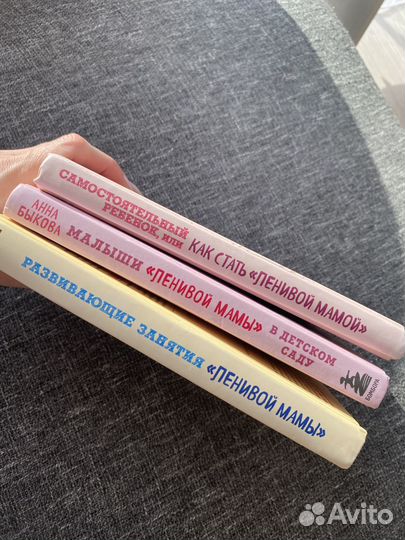 САМОСТОЯТЕЛЬНЫЙ
РЕБЕНОК, ИЛИ
КАК СТАТЬ «ЛЕНИВОЙ МАМОЙ»
АННА
БЫКОВА
МАЛЫШИ «ЛЕНИВОЙ МАМЫ»
В ДЕТСКОМ
САДУ
БОМБОРА
РАЗВИВАЮЩИЕ ЗАНЯТИЯ «ЛЕНИВОЙ МАМЫ»
Avito